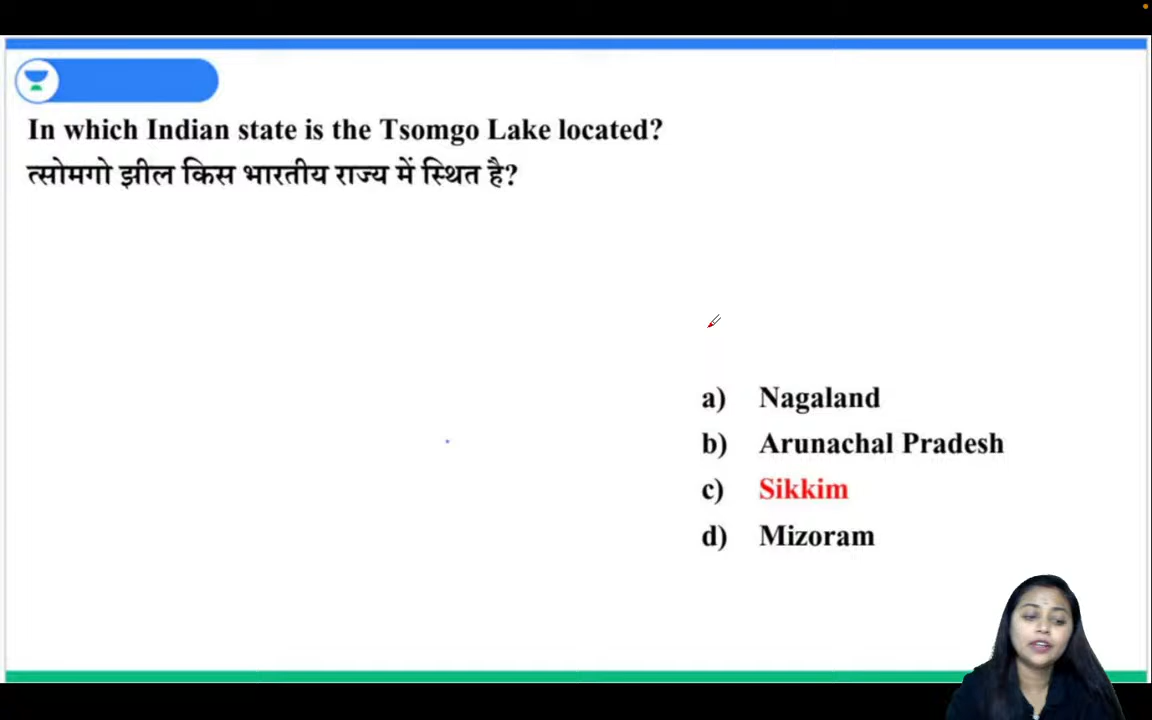 In which Indian state is the Tsomgo Lake located?
त्सोमगो झील किस भारतीय राज्य में स्थित है?
a) Nagaland
b) Arunachal Pradesh
c) Sikkim
d) Mizoram